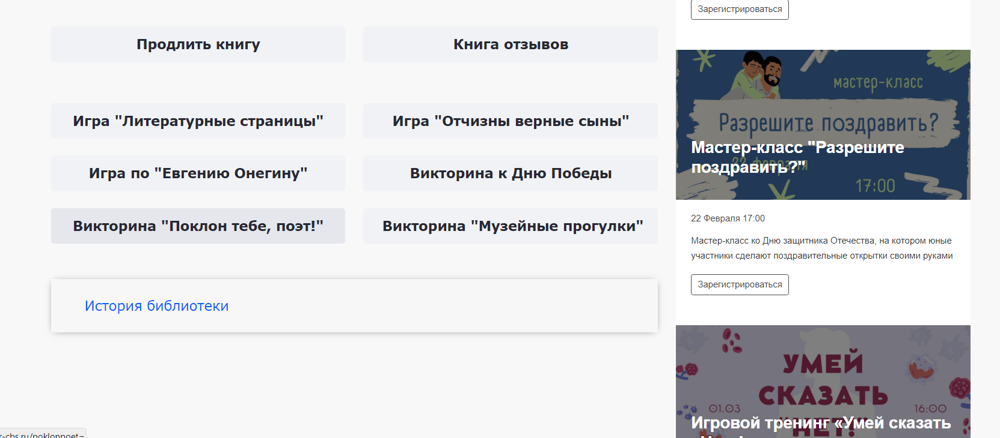 Продлить книгу
Книга отзывов
Игра "Литературные страницы"
Игра "Отчизны верные сыны"
Игра по "Евгению Онегину"
Викторина к Дню Победы
Викторина "Поклон тебе, поэт!"
Викторина "Музейные прогулки"
История библиотеки
Зарегистрироваться
мастер-класс
Разрешите поздравить?
Мастер-класс "Разрешите
поздравить?"
22 февраля
17:00
22 Февраля 17:00
Мастер-класс ко Дню защитника Отечества, на котором юные
участники сделают поздравительные открытки своими руками
Зарегистрироваться
УМЕЙ
СКАЗАТЬ
01.03
16:00
"НЕТ!"
Игровой тренинг «Умей сказать
r-cbs.ru/poklonpoet-